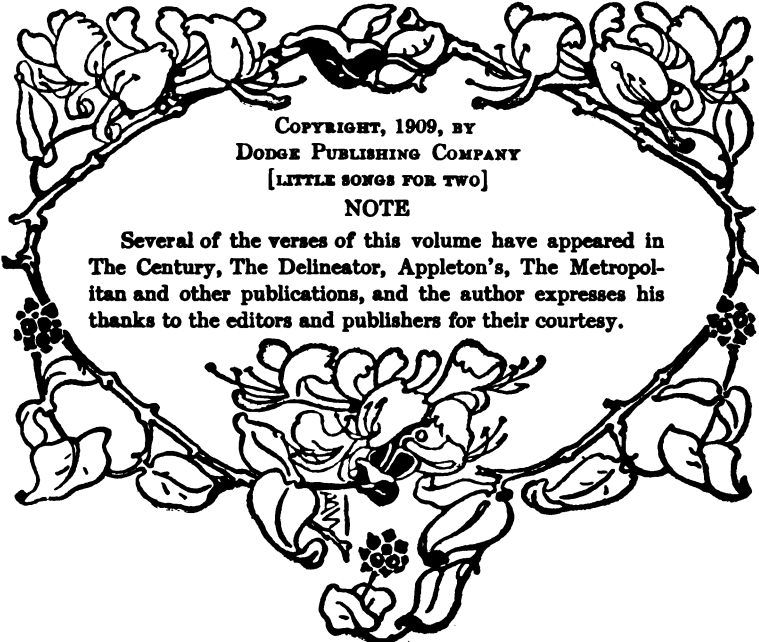 Copyright, 1909, by
Dodge Publishing Company
[little songs for two]
NOTE
Several of the verses of this volume have appeared in
The Century, The Delineator, Appleton's, The Metropol-
itan and other publications, and the author expresses his
thanks to the editors and publishers for their courtesy.